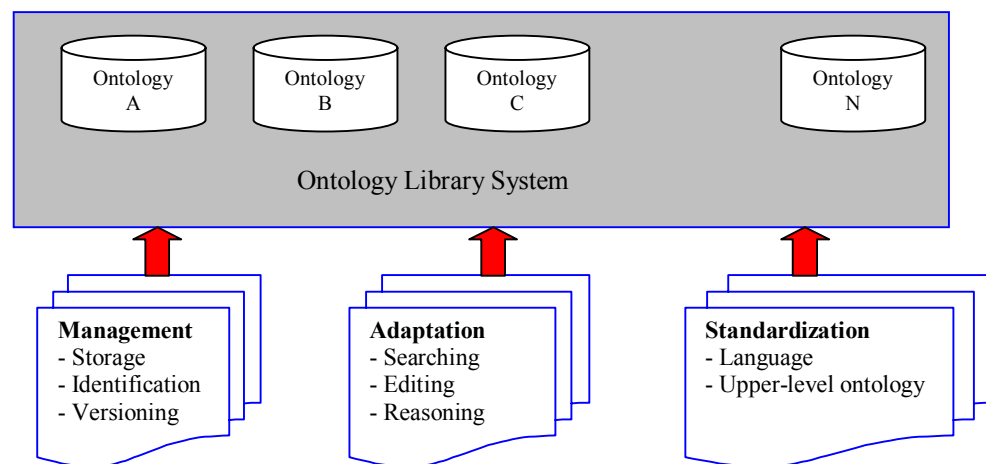 Ontology
A
Ontology
B
Ontology
C
Ontology
N
Ontology Library System
Management
- Storage
- Identification
- Versioning
Adaptation
- Searching
- Editing
- Reasoning
Standardization
- Language
- Upper-level ontology